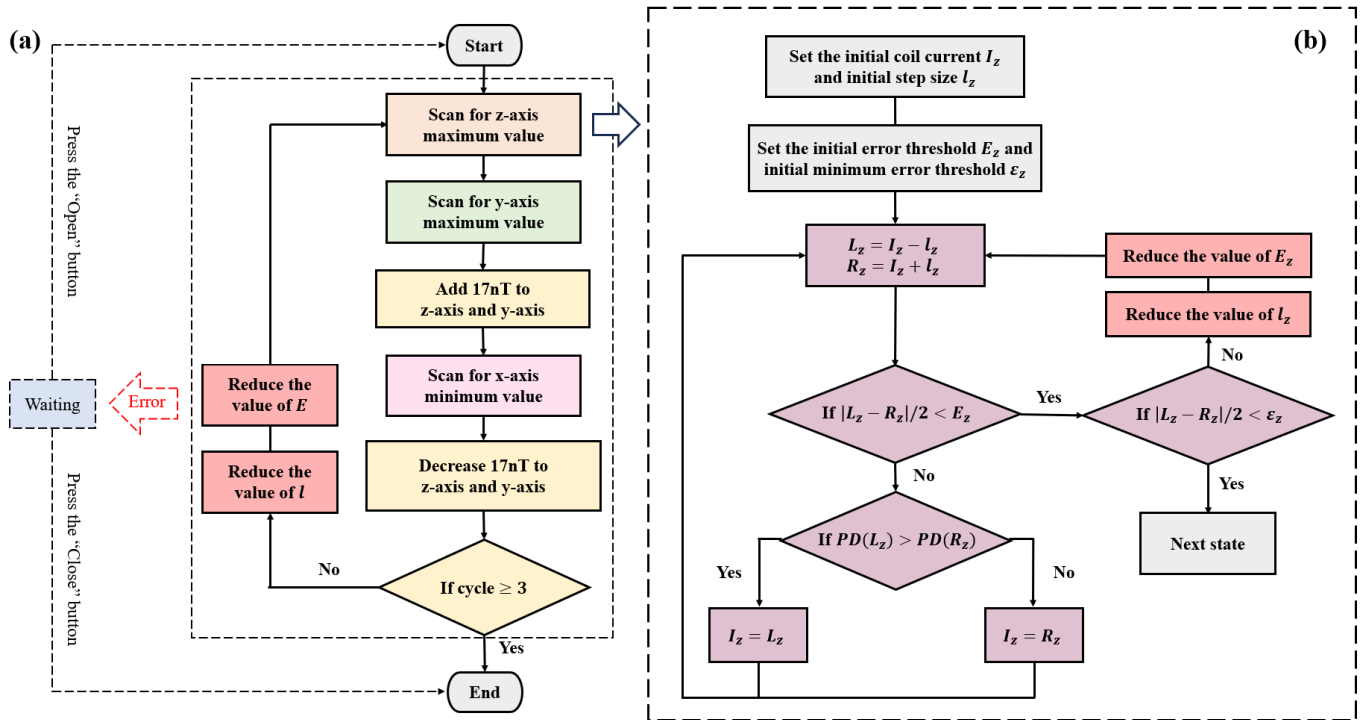 (a)
Start
Press the “Open” button
Scan for z-axis
maximum value
Scan for y-axis
maximum value
Add 17nT to
z-axis and y-axis
Scan for x-axis
minimum value
Reduce the
value of E
Waiting
Error
Decrease 17nT to
z-axis and y-axis
Reduce the
value of l
Press the “Close” button
No
If cycle ≥ 3
Yes
End
(b)
Set the initial coil current I_z
and initial step size l_z
Set the initial error threshold E_z and
initial minimum error threshold ε_z
L_z = I_z − l_z
R_z = I_z + l_z
Reduce the value of E_z
Reduce the value of l_z
No
If |L_z − R_z|/2 < E_z
Yes
If |L_z − R_z|/2 < ε_z
No
Yes
If PD(L_z) > PD(R_z)
Next state
Yes
No
I_z = L_z
I_z = R_z